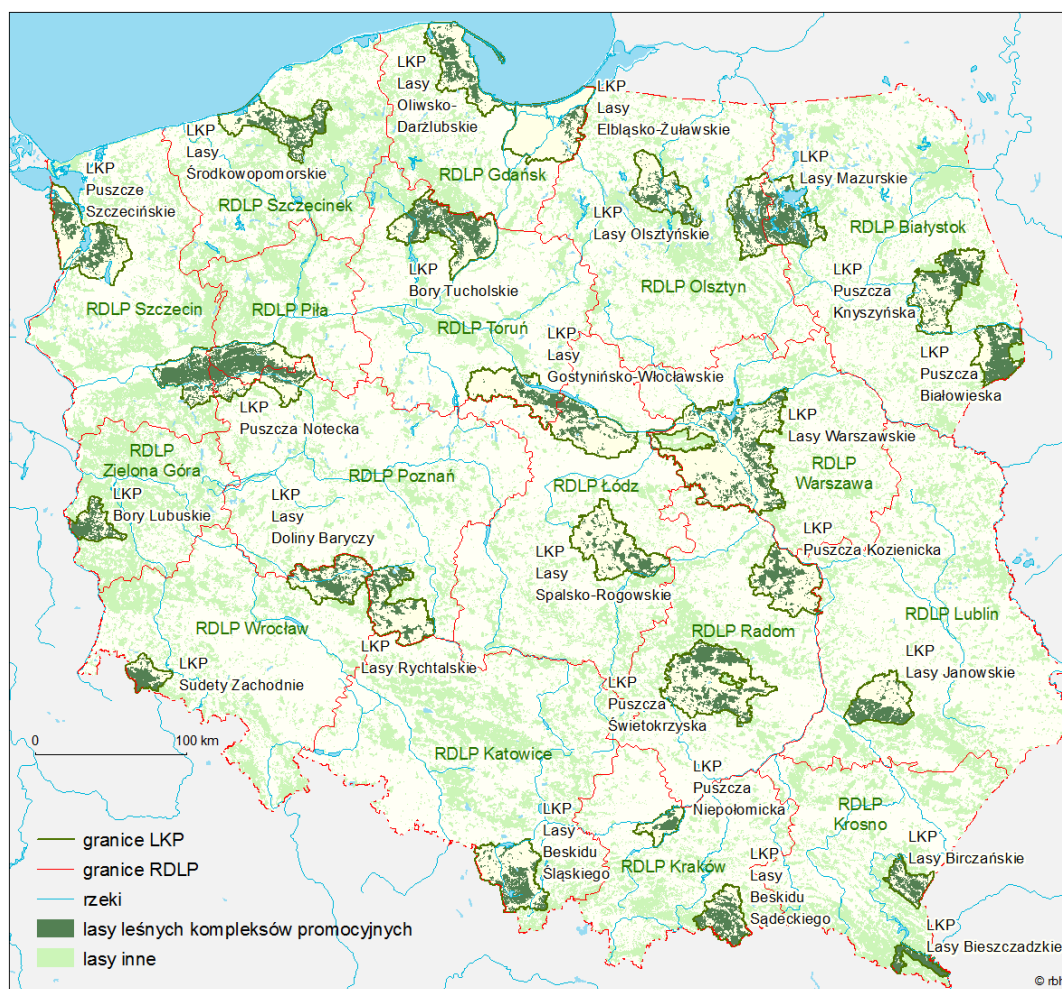 LKP
Lasy
Oliwsko-
Darżlubskie
LKP
Lasy
Elbląsko-Żuławskie
LKP
Lasy
Środkowopomorskie
LKP
Puszcze
Szczecińskie
RDLP Szczecinek
RDLP Gdańsk
LKP
Lasy Mazurskie
LKP
Lasy Olsztyńskie
RDLP Białystok
LKP
Bory Tucholskie
LKP
Puszcza
Knyszyńska
RDLP Szczecin
RDLP Piła
RDLP Olsztyn
RDLP Toruń
LKP
Lasy
Gostynińsko-Włocławskie
LKP
Puszcza
Białowieska
LKP
Puszcza Notecka
LKP
Lasy Warszawskie
RDLP
Zielona Góra
RDLP Poznań
RDLP Łódź
RDLP
Warszawa
LKP
Bory Lubuskie
LKP
Lasy
Doliny Baryczy
LKP
Lasy
Spalsko-Rogowskie
LKP
Puszcza Kozienicka
RDLP Wrocław
LKP
Lasy Rychtalskie
RDLP Radom
RDLP Lublin
LKP
Sudety Zachodnie
LKP
Puszcza
Świetokrzyska
LKP
Lasy Janowskie
0 100 km
RDLP Katowice
LKP
Puszcza
Niepołomicka
RDLP
Krosno
LKP
Lasy
Beskidu
Śląskiego
RDLP Kraków
LKP
Lasy
Beskidu
Sądeckiego
LKP
Lasy Birczańskie
LKP
Lasy Bieszczadzkie
granice LKP
granice RDLP
rzeki
lasy leśnych kompleksów promocyjnych
lasy inne